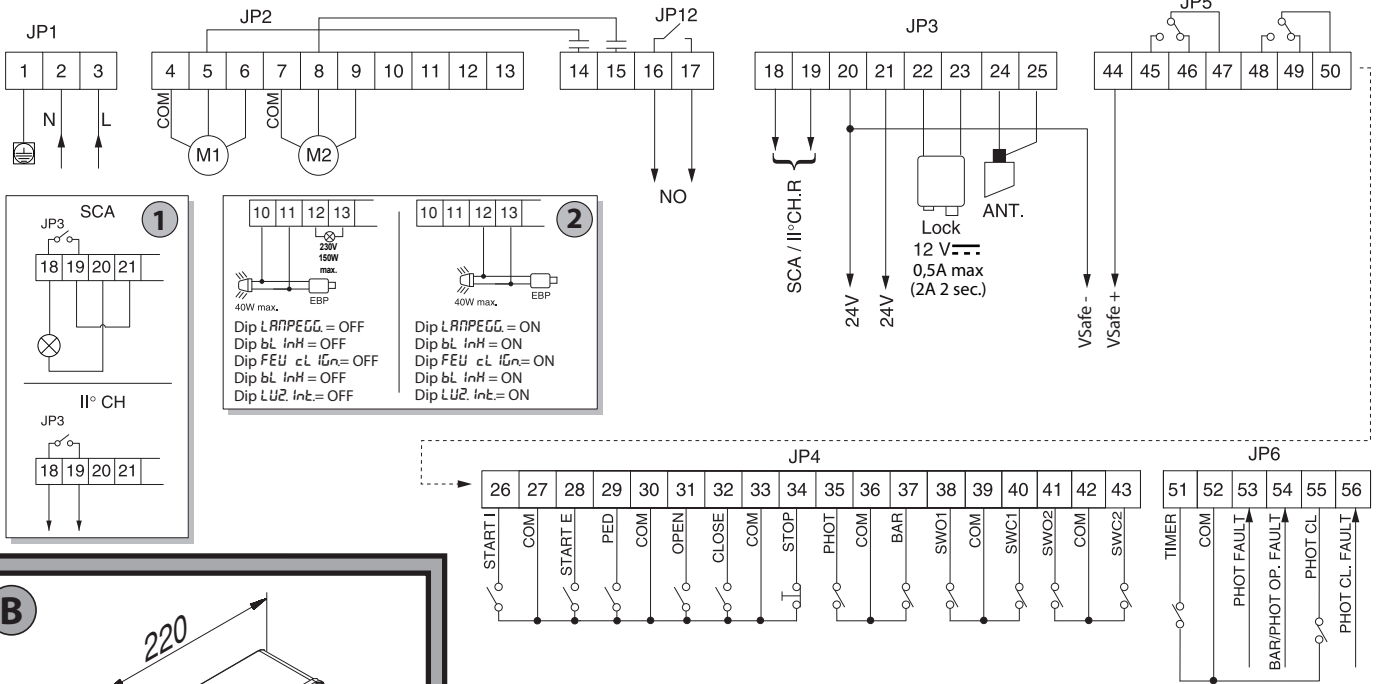 JP1
1 2 3
N L
JP2
4 5 6 7 8 9 10 11 12 13
COM COM
M1 M2
JP12
14 15 16 17
NO
JP3
18 19 20 21 22 23 24 25
SCA / II°CH.R
24V
24V
Lock
12 V
0,5A max
(2A 2 sec.)
ANT.
VSafe -
VSafe +
JP5
44 45 46 47 48 49 50
1
SCA
JP3
18 19 20 21
II° CH
JP3
18 19 20 21
2
10 11 12 13
230V
150W
max.
40W max.
EBP
Dip LAMPEGG. = OFF
Dip bL InH = OFF
Dip FEU cL IGn.= OFF
Dip bL InH = OFF
Dip LUZ. Int.= OFF
10 11 12 13
40W max.
EBP
Dip LAMPEGG. = ON
Dip bL InH = ON
Dip FEU cL IGn.= ON
Dip bL InH = ON
Dip LUZ. Int.= ON
JP4
26 27 28 29 30 31 32 33 34 35 36 37 38 39 40 41 42 43
START I
COM
START E
PED
COM
OPEN
CLOSE
COM
STOP
PHOT
COM
BAR
SWO1
COM
SWC1
SWO2
COM
SWC2
JP6
51 52 53 54 55 56
TIMER
COM
PHOT FAULT
BAR/PHOT OP. FAULT
PHOT CL
PHOT CL. FAULT
B
220